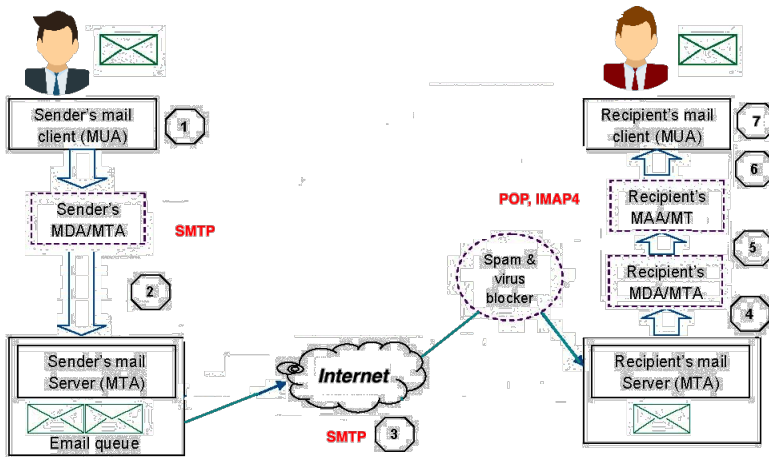 Sender's mail
client (MUA)
1
Sender's
MDA/MTA
SMTP
2
Sender's mail
Server (MTA)
Email queue
Internet
SMTP
3
Spam &
virus
blocker
POP, IMAP4
Recipient's mail
client (MUA)
7
6
Recipient's
MAA/MT
5
Recipient's
MDA/MTA
4
Recipient's mail
Server (MTA)